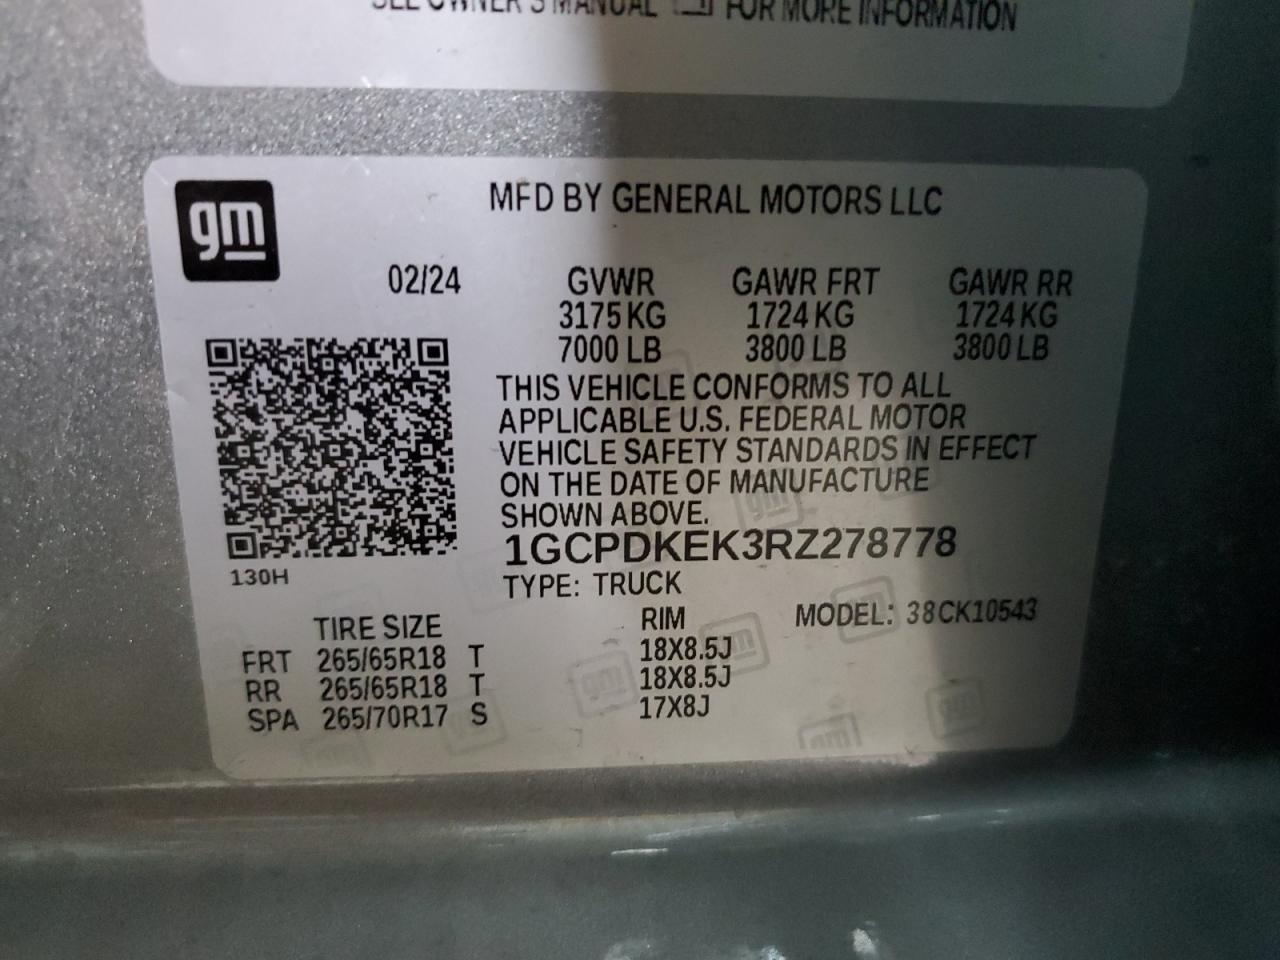 SEE OWNER'S MANUAL FOR MORE INFORMATION
gm
MFD BY GENERAL MOTORS LLC
02/24 GVWR GAWR FRT GAWR RR
3175 KG 1724 KG 1724 KG
7000 LB 3800 LB 3800 LB
THIS VEHICLE CONFORMS TO ALL
APPLICABLE U.S. FEDERAL MOTOR
VEHICLE SAFETY STANDARDS IN EFFECT
ON THE DATE OF MANUFACTURE
SHOWN ABOVE.
1GCPDKEK3RZ278778
130H
TYPE: TRUCK
TIRE SIZE RIM MODEL: 38CK10543
FRT 265/65R18 T 18X8.5J
RR 265/65R18 T 18X8.5J
SPA 265/70R17 S 17X8J